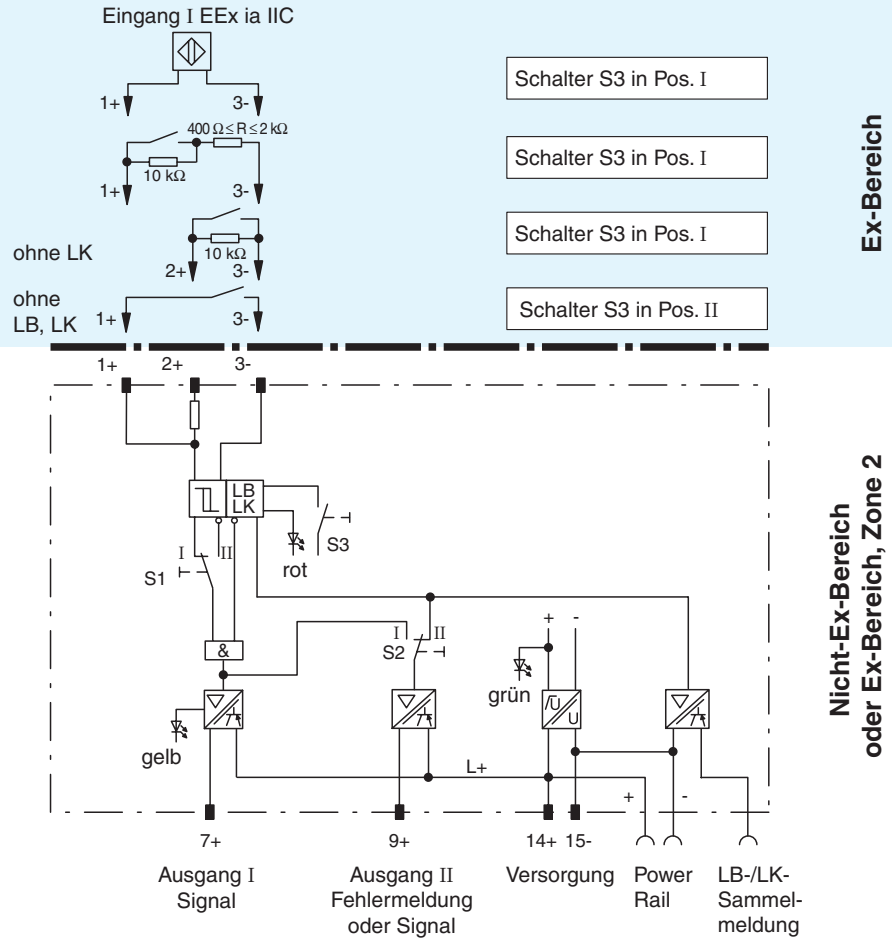 Eingang I EEx ia IIC
1+
3-
Schalter S3 in Pos. I
400 Ω ≤ R ≤ 2 kΩ
10 kΩ
1+
3-
Schalter S3 in Pos. I
ohne LK
10 kΩ
2+
3-
Schalter S3 in Pos. I
ohne
LB, LK
1+
3-
Schalter S3 in Pos. II
Ex-Bereich
1+
2+
3-
LB
LK
I
II
S1
rot
S3
&
I
II
S2
+
-
grün
Ū
U
gelb
L+
+
-
7+
9+
14+
15-
Ausgang I
Signal
Ausgang II
Fehlermeldung
oder Signal
Versorgung
Power
Rail
LB-/LK-
Sammel-
meldung
Nicht-Ex-Bereich
oder Ex-Bereich, Zone 2